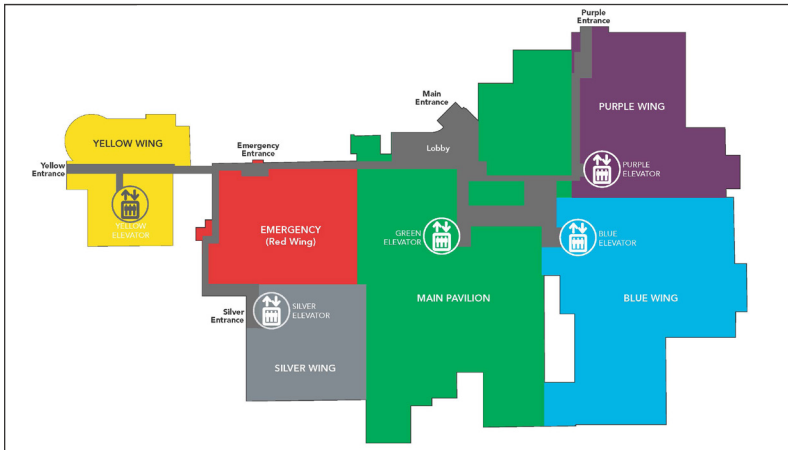 Purple
Entrance
Main
Entrance
PURPLE WING
YELLOW WING
Emergency
Entrance
Lobby
Yellow
Entrance
PURPLE
ELEVATOR
YELLOW
ELEVATOR
EMERGENCY
(Red Wing)
GREEN
ELEVATOR
BLUE
ELEVATOR
SILVER
ELEVATOR
MAIN PAVILION
BLUE WING
Silver
Entrance
SILVER WING